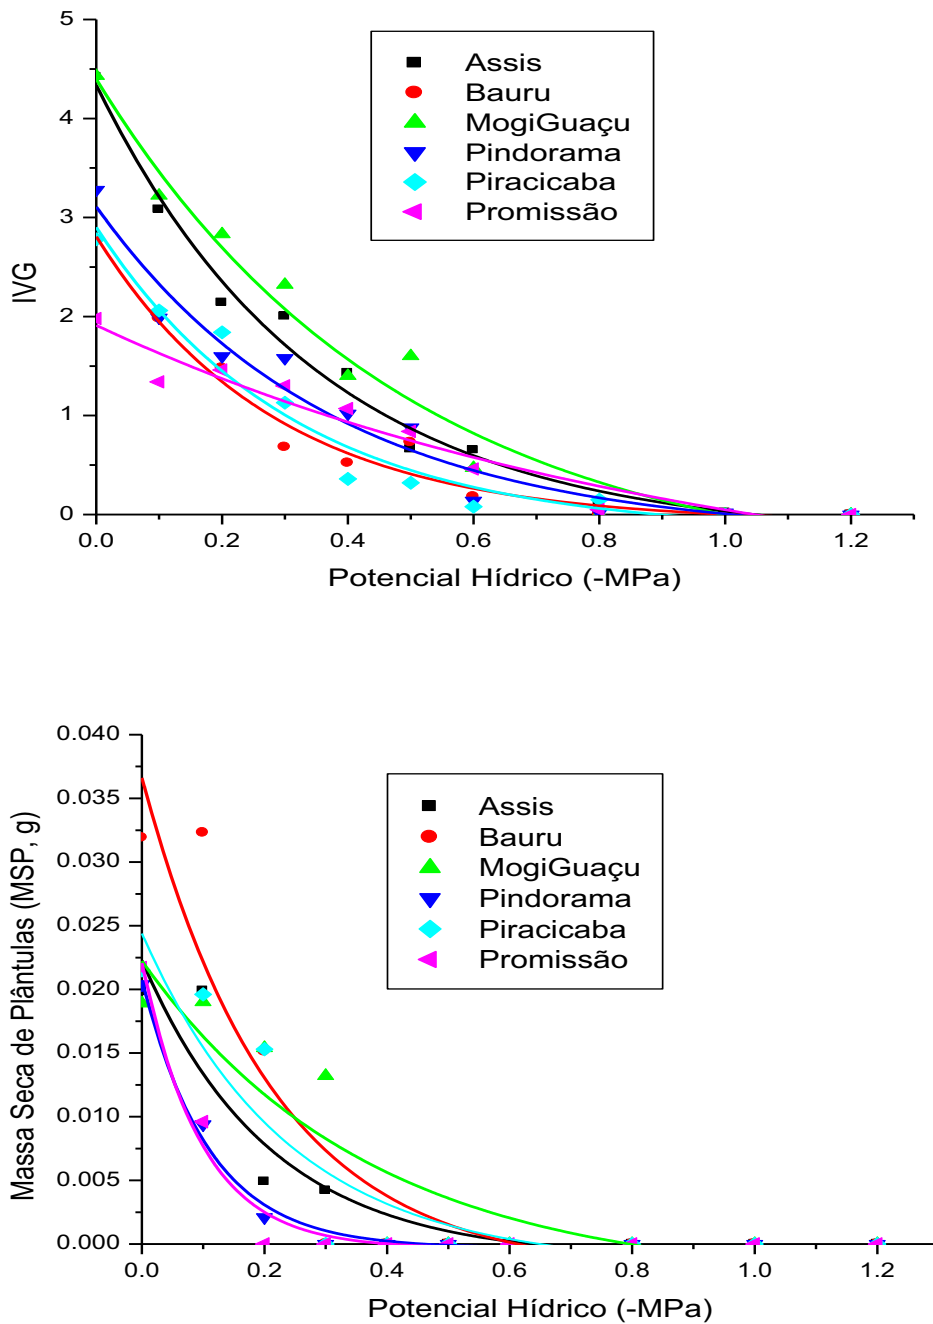 5
4
3
2
1
0
IVG
Assis
Bauru
MogiGuaçu
Pindorama
Piracicaba
Promissão
0.0 0.2 0.4 0.6 0.8 1.0 1.2
Potencial Hídrico (-MPa)
0.040
0.035
0.030
0.025
0.020
0.015
0.010
0.005
0.000
Massa Seca de Plântulas (MSP, g)
Assis
Bauru
MogiGuaçu
Pindorama
Piracicaba
Promissão
0.0 0.2 0.4 0.6 0.8 1.0 1.2
Potencial Hídrico (-MPa)